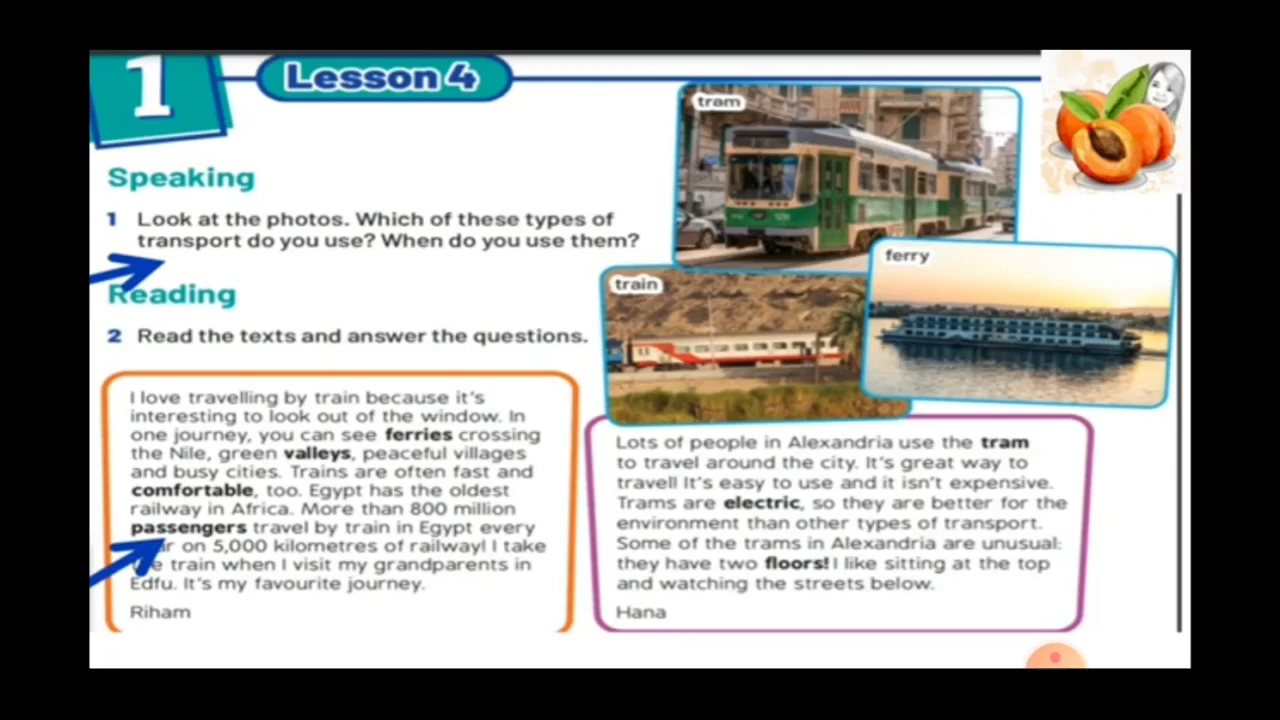 1
Lesson 4
tram
Speaking
1 Look at the photos. Which of these types of
transport do you use? When do you use them?
ferry
train
Reading
2 Read the texts and answer the questions.
I love travelling by train because it's
interesting to look out of the window. In
one journey, you can see ferries crossing
the Nile, green valleys, peaceful villages
and busy cities. Trains are often fast and
comfortable, too. Egypt has the oldest
railway in Africa. More than 800 million
passengers travel by train in Egypt every
on 5,000 kilometres of railway! I take
train when I visit my grandparents in
Edfu. It's my favourite journey.
Riham
Lots of people in Alexandria use the tram
to travel around the city. It's great way to
travel! It's easy to use and it isn't expensive.
Trams are electric, so they are better for the
environment than other types of transport.
Some of the trams in Alexandria are unusual:
they have two floors! I like sitting at the top
and watching the streets below.
Hana